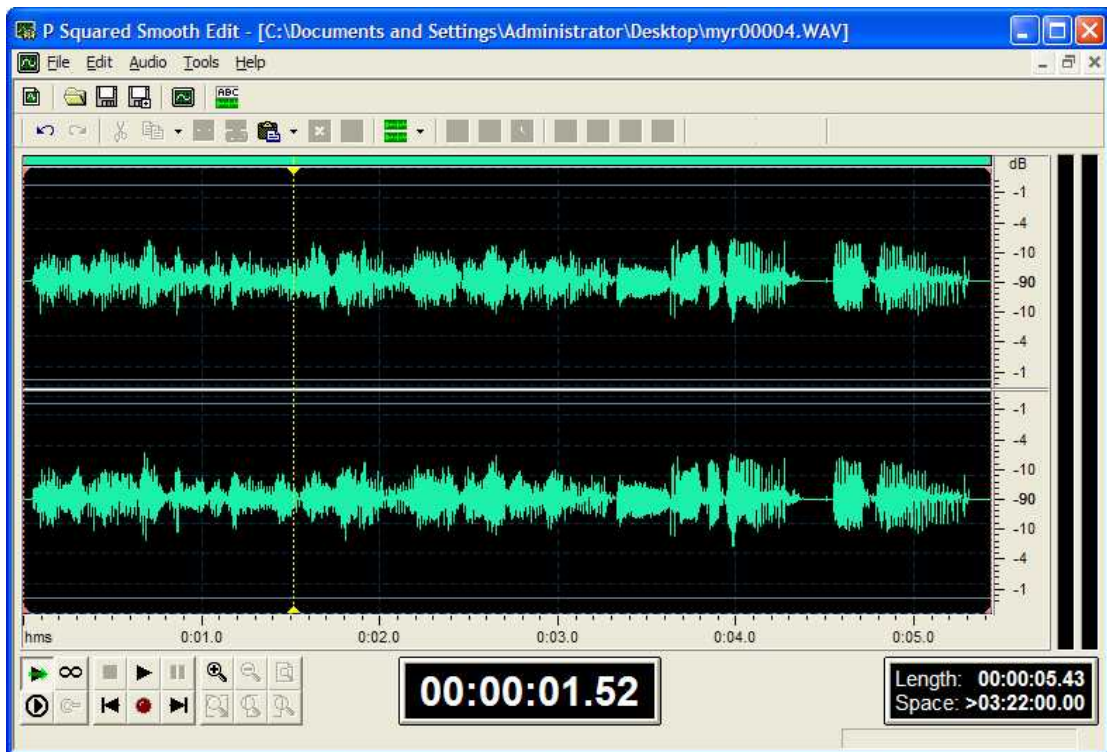 P Squared Smooth Edit - [C:\Documents and Settings\Administrator\Desktop\myr00004.WAV]
File Edit Audio Tools Help
ABC
dB
-1
-4
-10
-90
-10
-4
-1
-1
-4
-10
-90
-10
-4
-1
hms 0:01.0 0:02.0 0:03.0 0:04.0 0:05.0
00:00:01.52
Length: 00:00:05.43
Space: >03:22:00.00